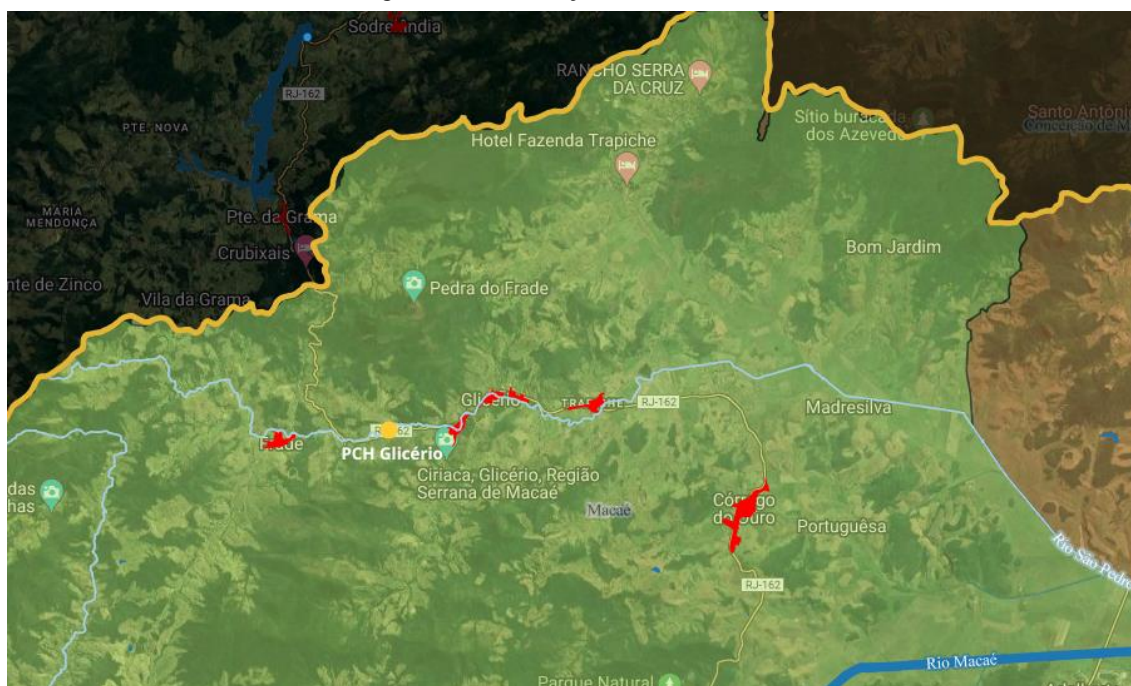 Sodrelândia
RJ-162
RANCHO SERRA
DA CRUZ
PTE. NOVA
Sítio buracada
dos Azevedo
Santo Antônio
Hotel Fazenda Trapiche
MARIA
MENDONÇA
Pte. da Grama
Crubixais
Bom Jardim
nte de Zinco
Vila da Grama
Pedra do Frade
Glicério
TRAPICHE
RJ-162
Madresilva
Frade
PCH Glicério
Ciriaca, Glicério, Região
Serrana de Macaé
das
has
Macaé
Córrego
do Ouro
Portuguêsa
Rio São Pedro
RJ-162
Rio Macaé
Parque Natural